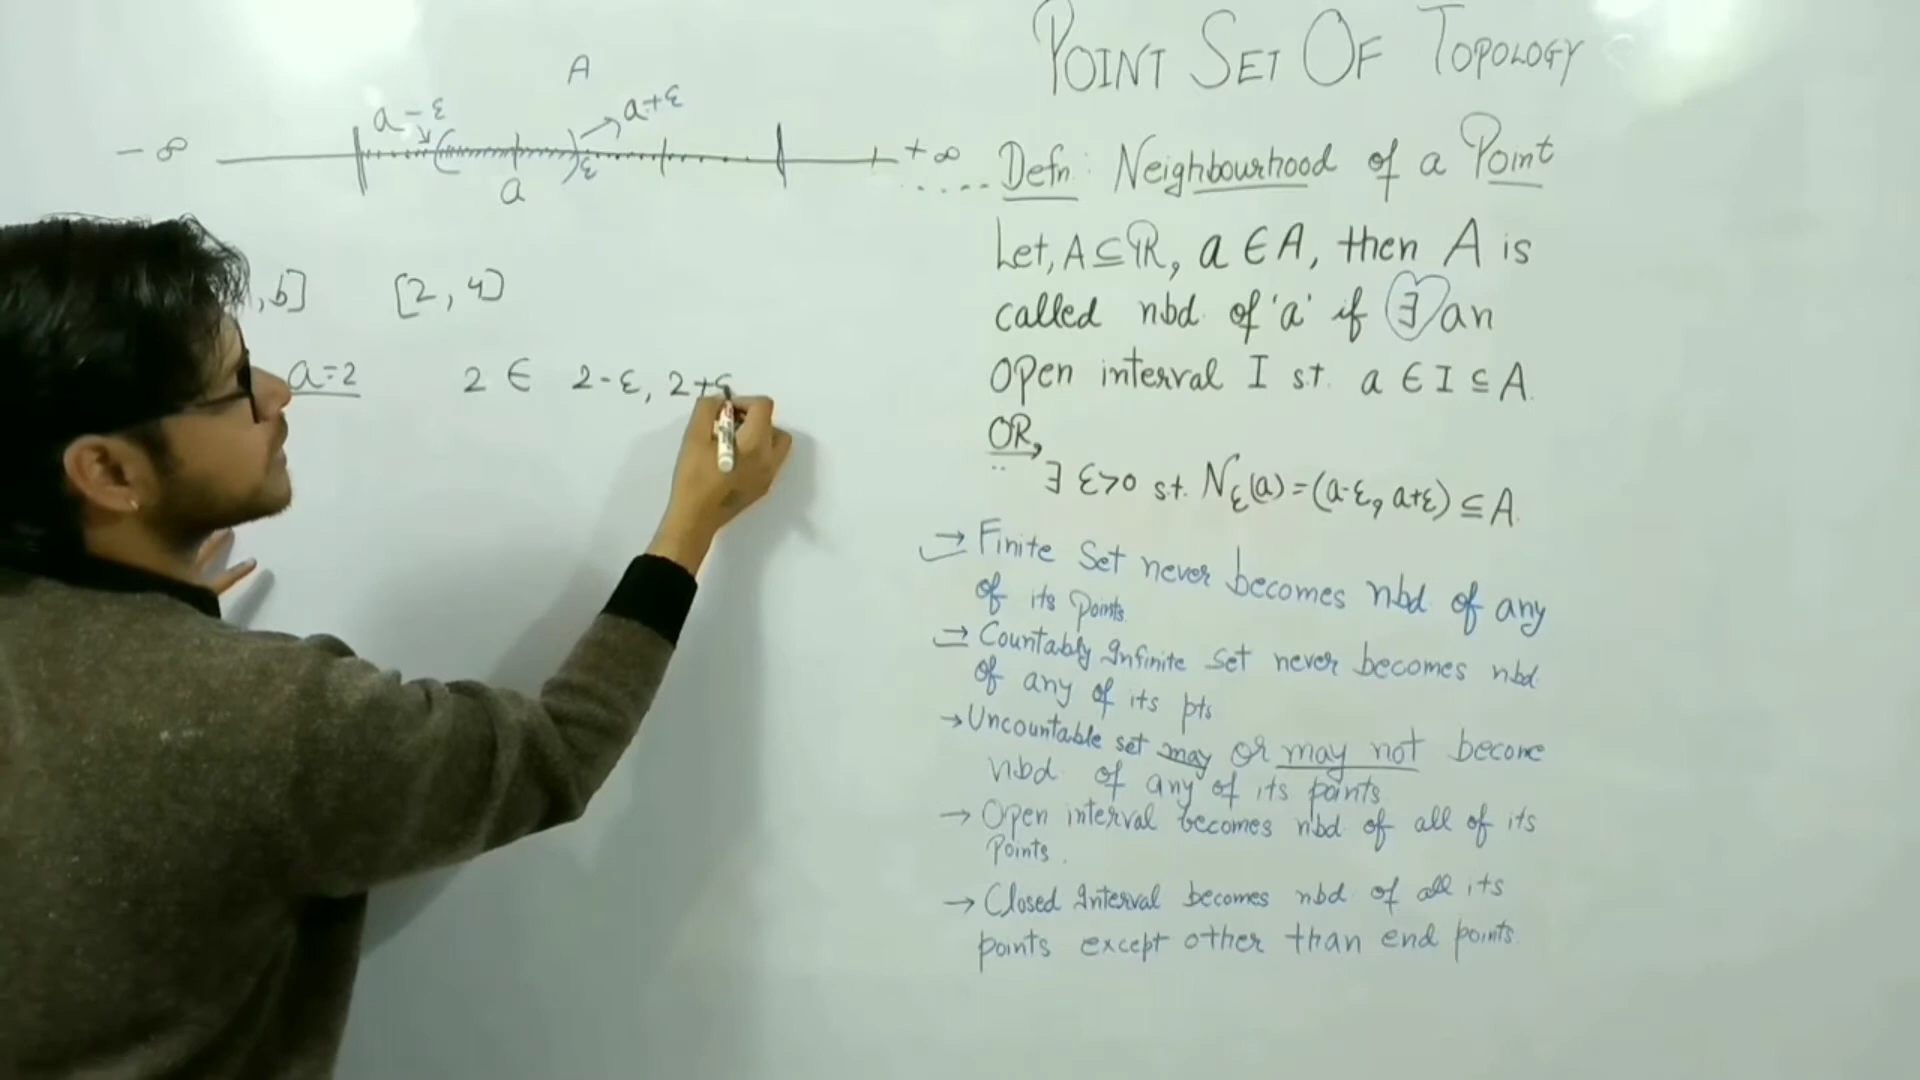 A
a-ε
a+ε
-∞
+∞
ε
a
,b] [2, 4]
a=2 2 ∈ 2-ε, 2+ε
POINT SET OF TOPOLOGY
Defn: Neighbourhood of a Point
Let, A⊆ℝ, a ∈ A, then A is
called nbd. of 'a' if ∃ an
Open interval I s.t. a ∈ I ⊆ A.
OR,
∃ ε>0 s.t. Nε(a)=(a-ε, a+ε) ⊆ A.
→ Finite Set never becomes nbd. of any
of its Points.
→ Countably Infinite Set never becomes nbd
of any of its pts
→ Uncountable set may or may not become
nbd. of any of its points
→ Open interval becomes nbd of all of its
Points.
→ Closed Interval becomes nbd of all its
points except other than end points.